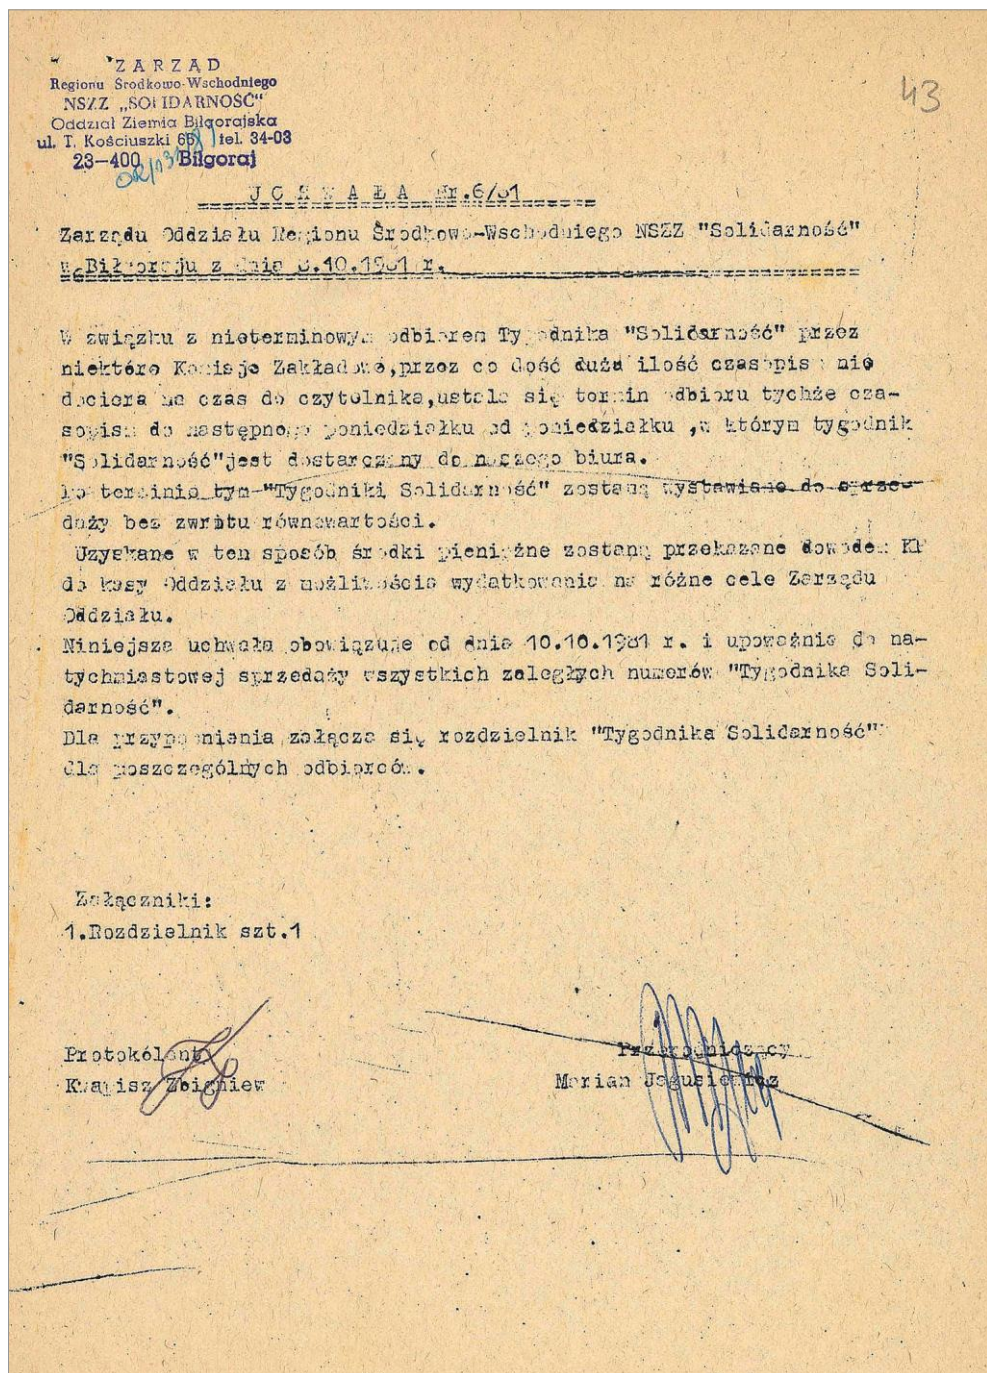 ZARZĄD
Regionu Środkowo-Wschodniego
NSZZ „SOLIDARNOŚĆ"
Oddział Ziemia Biłgorajska
ul. T. Kościuszki tel. 34-03
23-400 Biłgoraj
43
U C H W A Ł A Nr.6/81
Zarządu Oddziału Regionu Środkowo-Wschodniego NSZZ "Solidarność"
w Biłgoraju z dnia 8.10.1981 r.
W związku z nieterminowym odbiorem Tygodnika "Solidarność" przez
niektóre Komisje Zakładowe,przez co dość duża ilość czasopism nie
dociera na czas do czytelnika,ustala się termin odbioru tychże cza-
sopism do następnego poniedziałku od poniedziałku ,w którym tygodnik
"Solidarność"jest dostarczany do naszego biura.
Po terminie tym "Tygodniki Solidarność" zostaną wystawiane do sprze-
daży bez zwrotu równowartości.
Uzyskane w ten sposób środki pieniężne zostaną przekazane dowodem KP
do kasy Oddziału z możliwościa wydatkowania na różne cele Zarządu
Oddziału.
Niniejsza uchwała obowiązuje od dnia 10.10.1981 r. i upoważnia do na-
tychmiastowej sprzedaży wszystkich zaległych numerów "Tygodnika Soli-
darność".
Dla przypomnienia załącza się rozdzielnik "Tygodnika Solidarność"
dla poszczególnych odbiorców.
Załączniki:
1.Rozdzielnik szt.1
Protokólant
Przewodniczący
Kwapisz Zbigniew
Marian Jagusiewicz